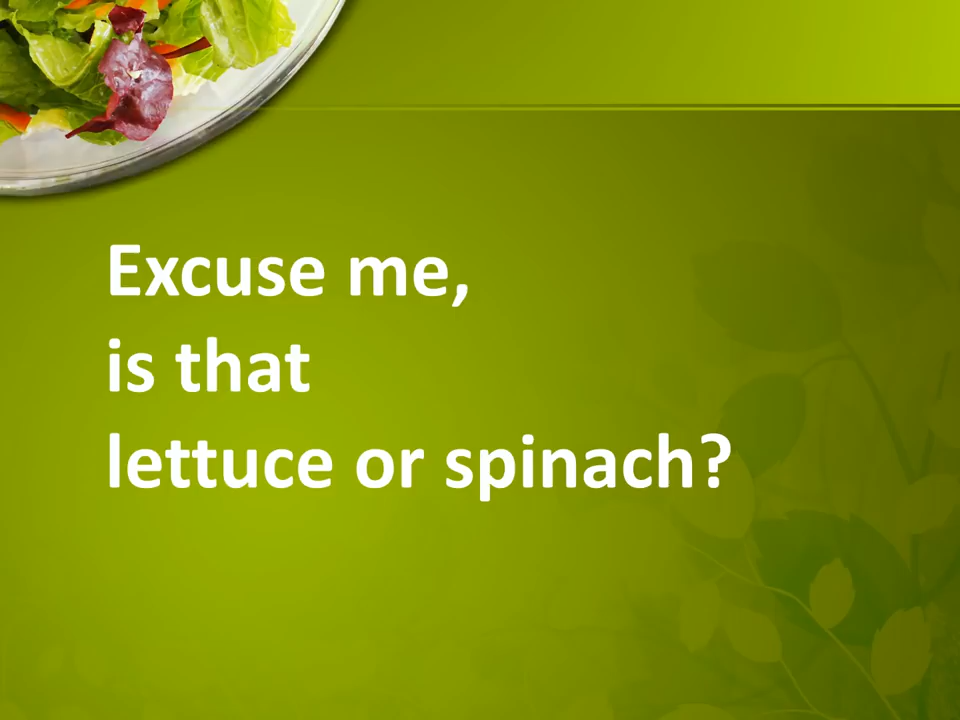 Excuse me,
is that
lettuce or spinach?